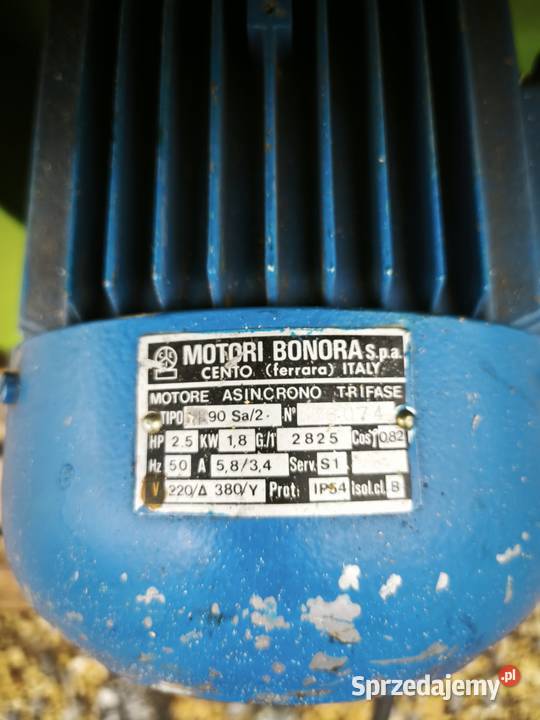 MOTORI BONORA S.p.a.
CENTO (ferrara) ITALY
MOTORE ASINCRONO TRIFASE
TIPO 90 Sa/2 N°
HP 2.5 KW 1,8 G./1' 2825 Cosφ 0.82
Hz 50 A 5,8/3,4 Serv. S1
V 220/Δ 380/Y Prot: IP54 Isol.cl. B
Sprzedajemy.pl